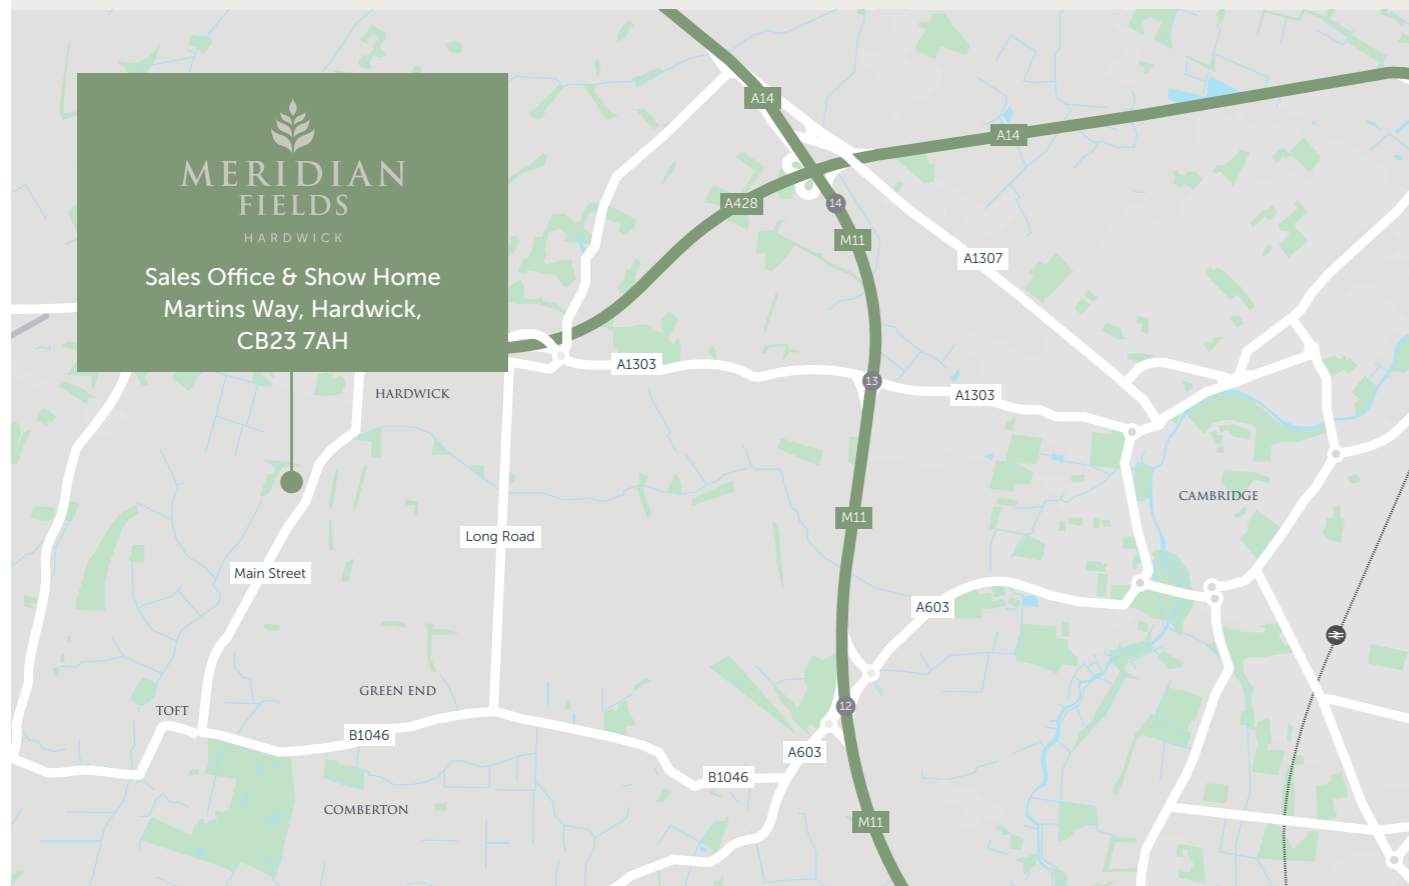 MERIDIAN
FIELDS
HARDWICK
Sales Office & Show Home
Martins Way, Hardwick,
CB23 7AH
A14
A14
A428
14
M11
A1307
A1303
13
A1303
HARDWICK
CAMBRIDGE
M11
Long Road
Main Street
A603
GREEN END
TOFT
12
B1046
A603
B1046
COMBERTON
M11